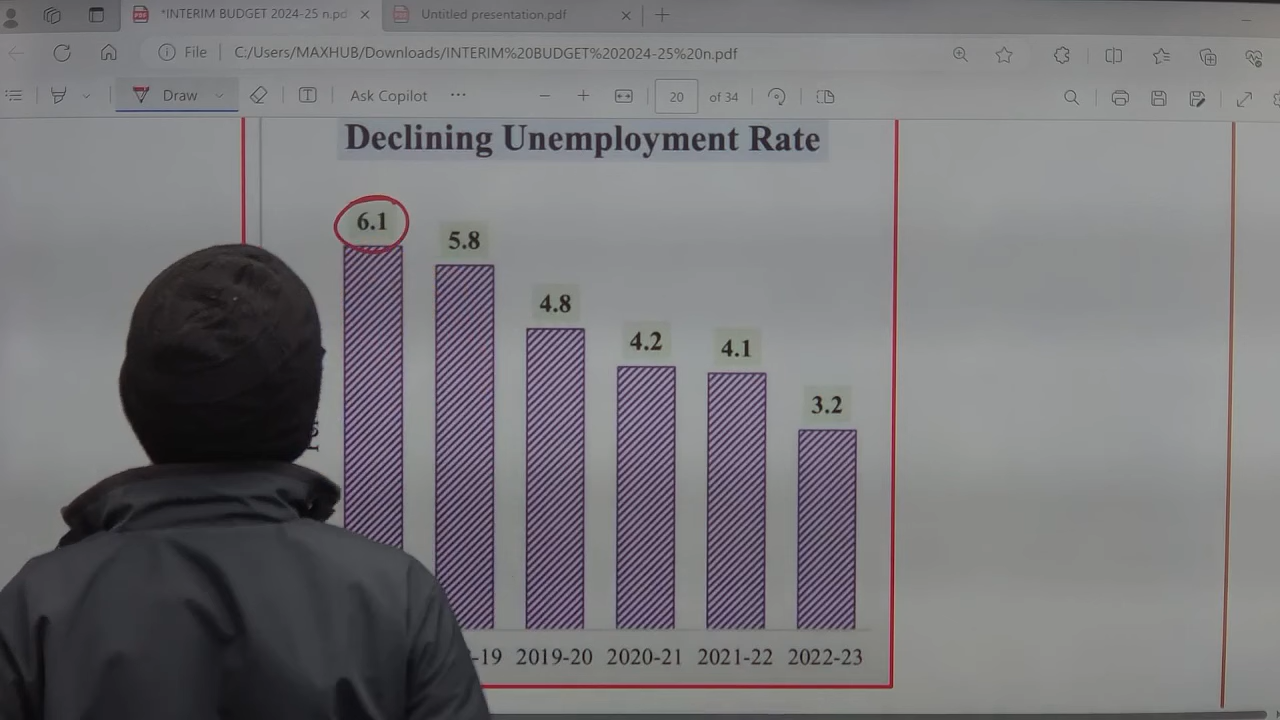 *INTERIM BUDGET 2024-25 n.pd
Untitled presentation.pdf
File
C:/Users/MAXHUB/Downloads/INTERIM%20BUDGET%202024-25%20n.pdf
Draw
Ask Copilot
20 of 34
Declining Unemployment Rate
6.1
5.8
4.8
4.2
4.1
3.2
-19 2019-20 2020-21 2021-22 2022-23